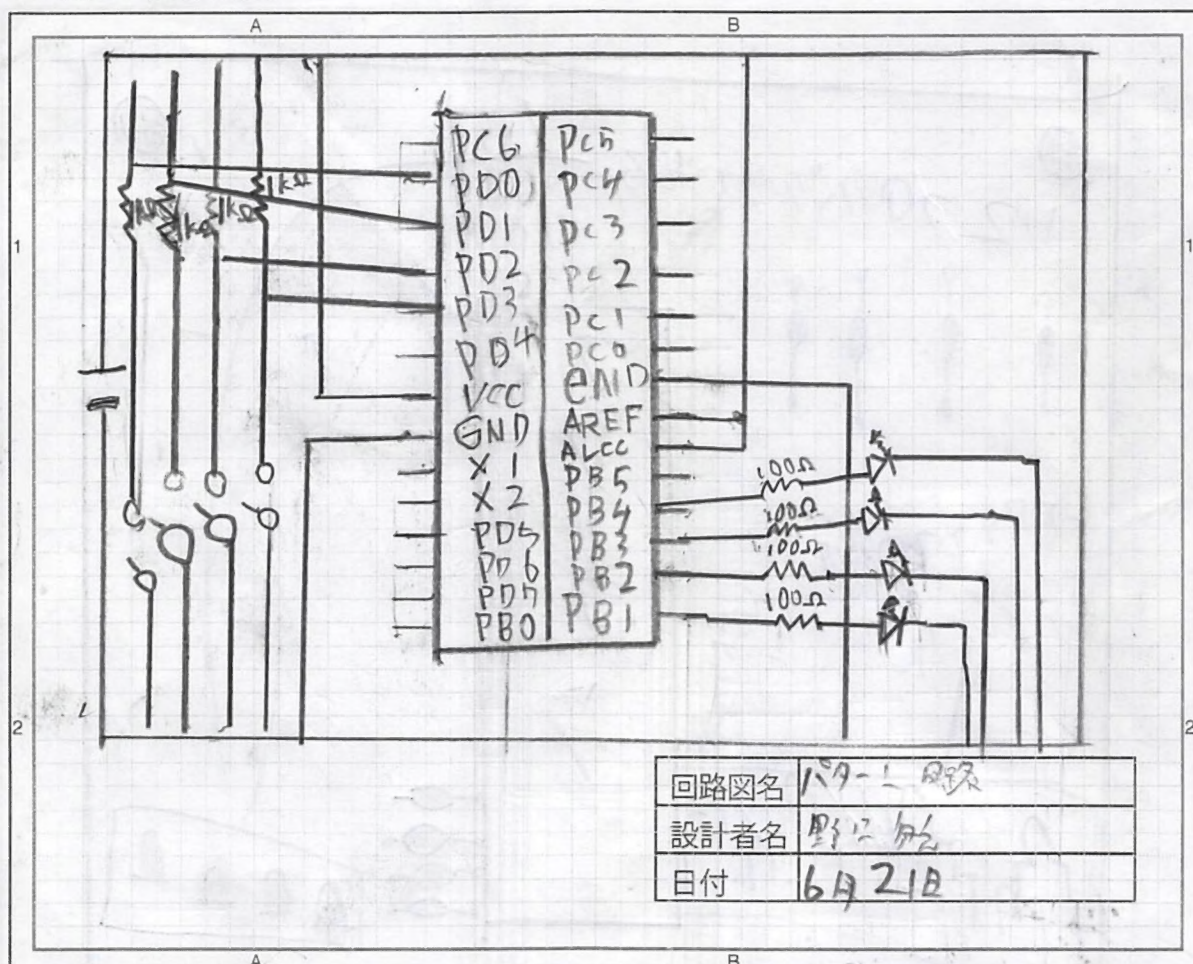 A
B
1
1
1kΩ
1kΩ
1kΩ
1kΩ
PC6
PD0
PD1
PD2
PD3
PD4
VCC
GND
X1
X2
PD5
PD6
PD7
PB0
PC5
PC4
PC3
PC2
PC1
PC0
GND
AREF
ALCC
PB5
PB4
PB3
PB2
PB1
100Ω
100Ω
100Ω
100Ω
2
2
回路図名
設計者名
日付 6月21日
A
B